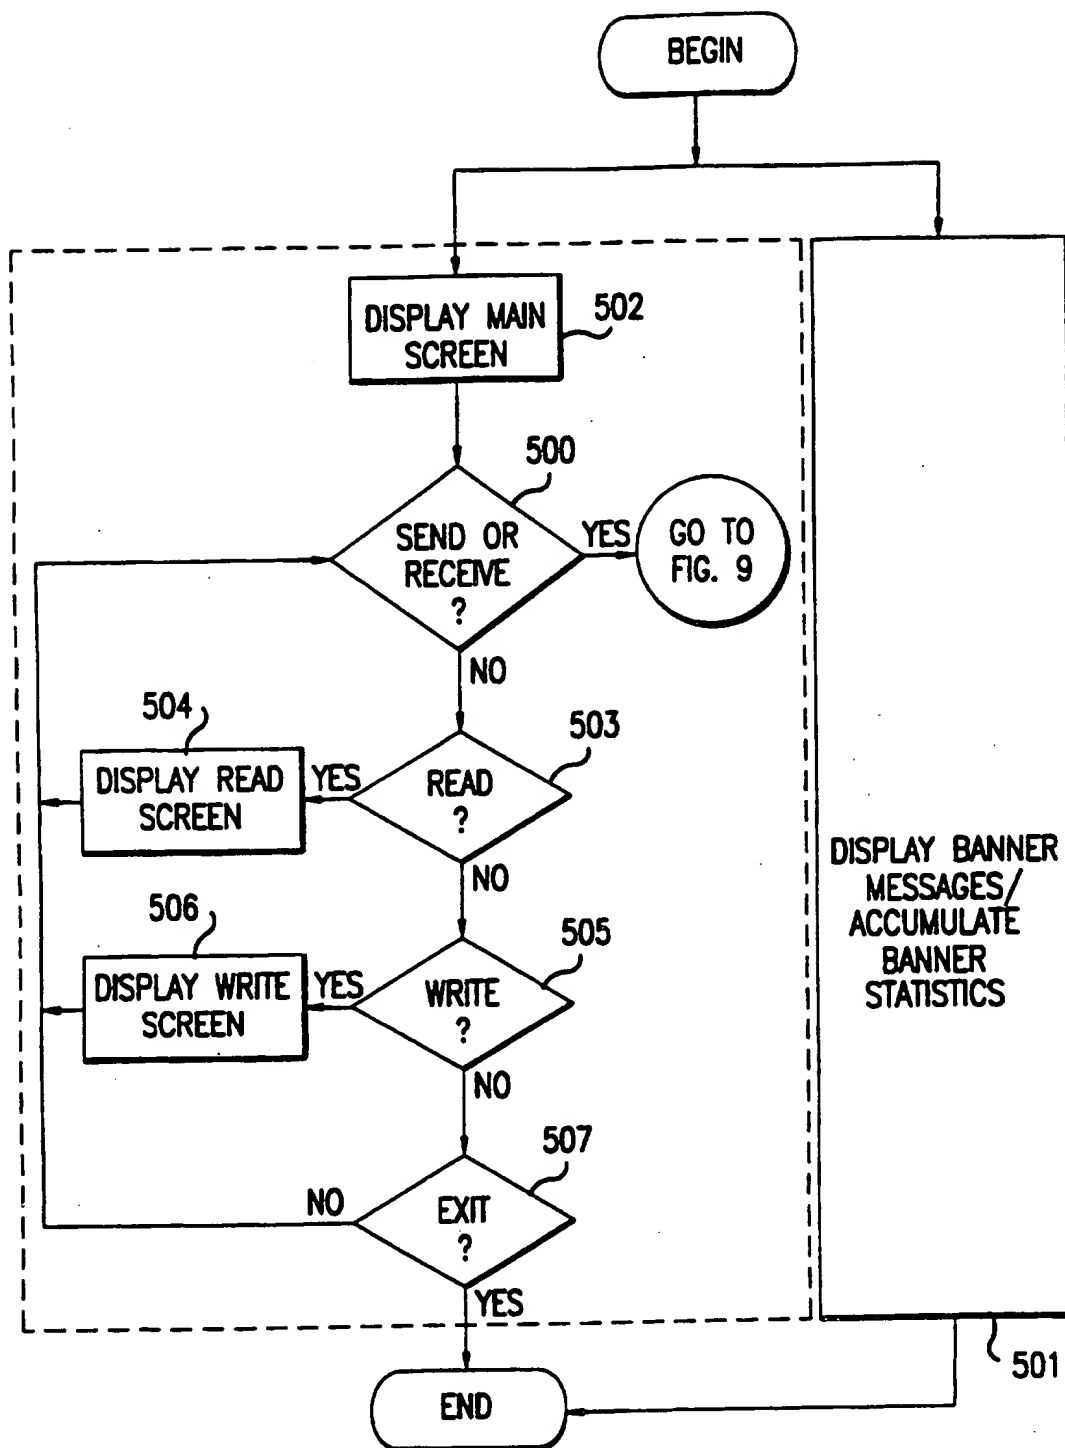 BEGIN
DISPLAY MAIN
SCREEN
502
500
SEND OR
RECEIVE
?
YES
GO TO
FIG. 9
NO
504
503
DISPLAY READ
SCREEN
YES
READ
?
NO
DISPLAY BANNER
MESSAGES/
ACCUMULATE
BANNER
STATISTICS
506
505
DISPLAY WRITE
SCREEN
YES
WRITE
?
NO
507
NO
EXIT
?
YES
501
END